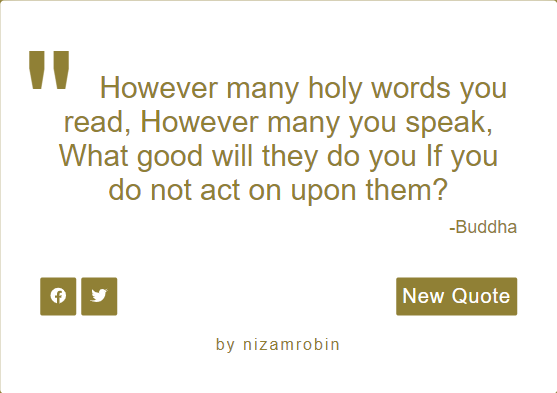 " However many holy words you
read, However many you speak,
What good will they do you If you
do not act on upon them?
-Buddha
New Quote
by nizamrobin